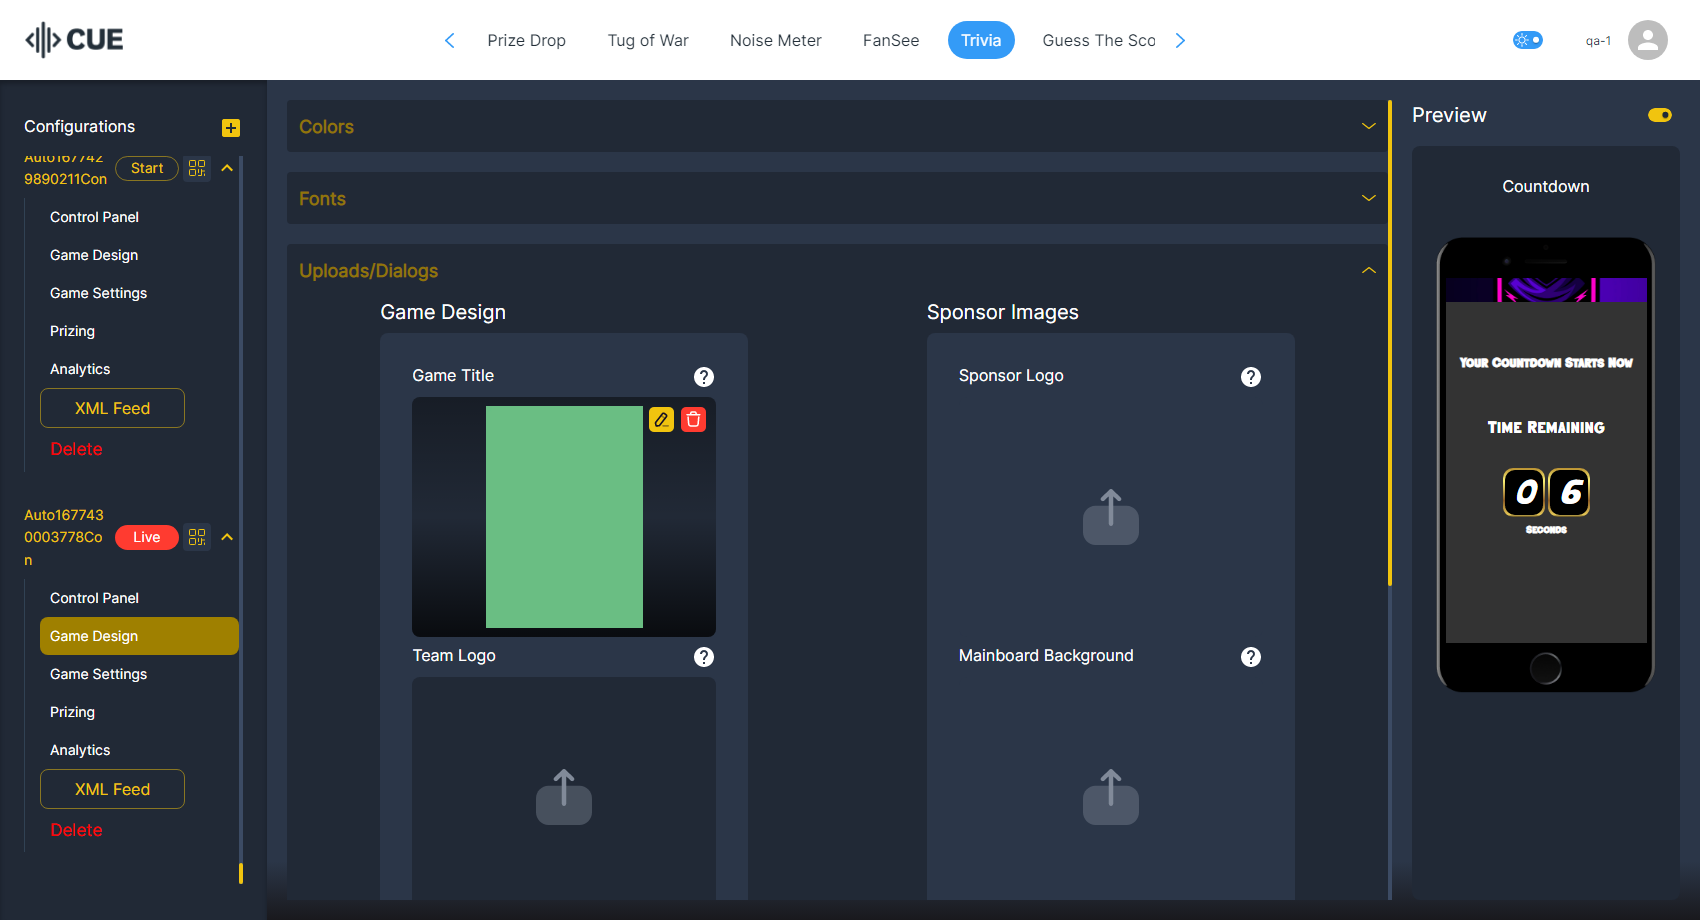 CUE
Prize Drop
Tug of War
Noise Meter
FanSee
Trivia
Guess The Sco
qa-1
Configurations
Auto167742
9890211Con
Start
Control Panel
Game Design
Game Settings
Prizing
Analytics
XML Feed
Delete
Auto167743
0003778Co
n
Live
Control Panel
Game Design
Game Settings
Prizing
Analytics
XML Feed
Delete
Colors
Fonts
Uploads/Dialogs
Game Design
Game Title
Team Logo
Sponsor Images
Sponsor Logo
Mainboard Background
Preview
Countdown
Your Countdown Starts Now
Time Remaining
06
Seconds